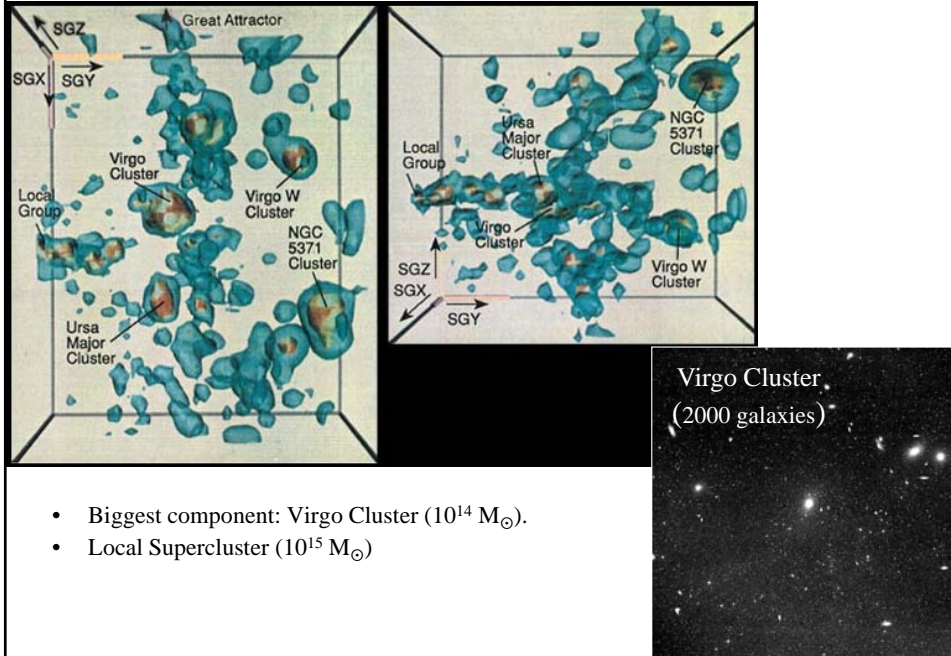 SGZ
Great Attractor
SGX
SGY
Virgo
Cluster
Virgo W
Cluster
Local
Group
NGC
5371
Cluster
Ursa
Major
Cluster
NGC
5371
Cluster
Ursa
Major
Cluster
Local
Group
Virgo
Cluster
Virgo W
Cluster
SGZ
SGX
SGY
Virgo Cluster
(2000 galaxies)
• Biggest component: Virgo Cluster (10¹⁴ M☉).
• Local Supercluster (10¹⁵ M☉)